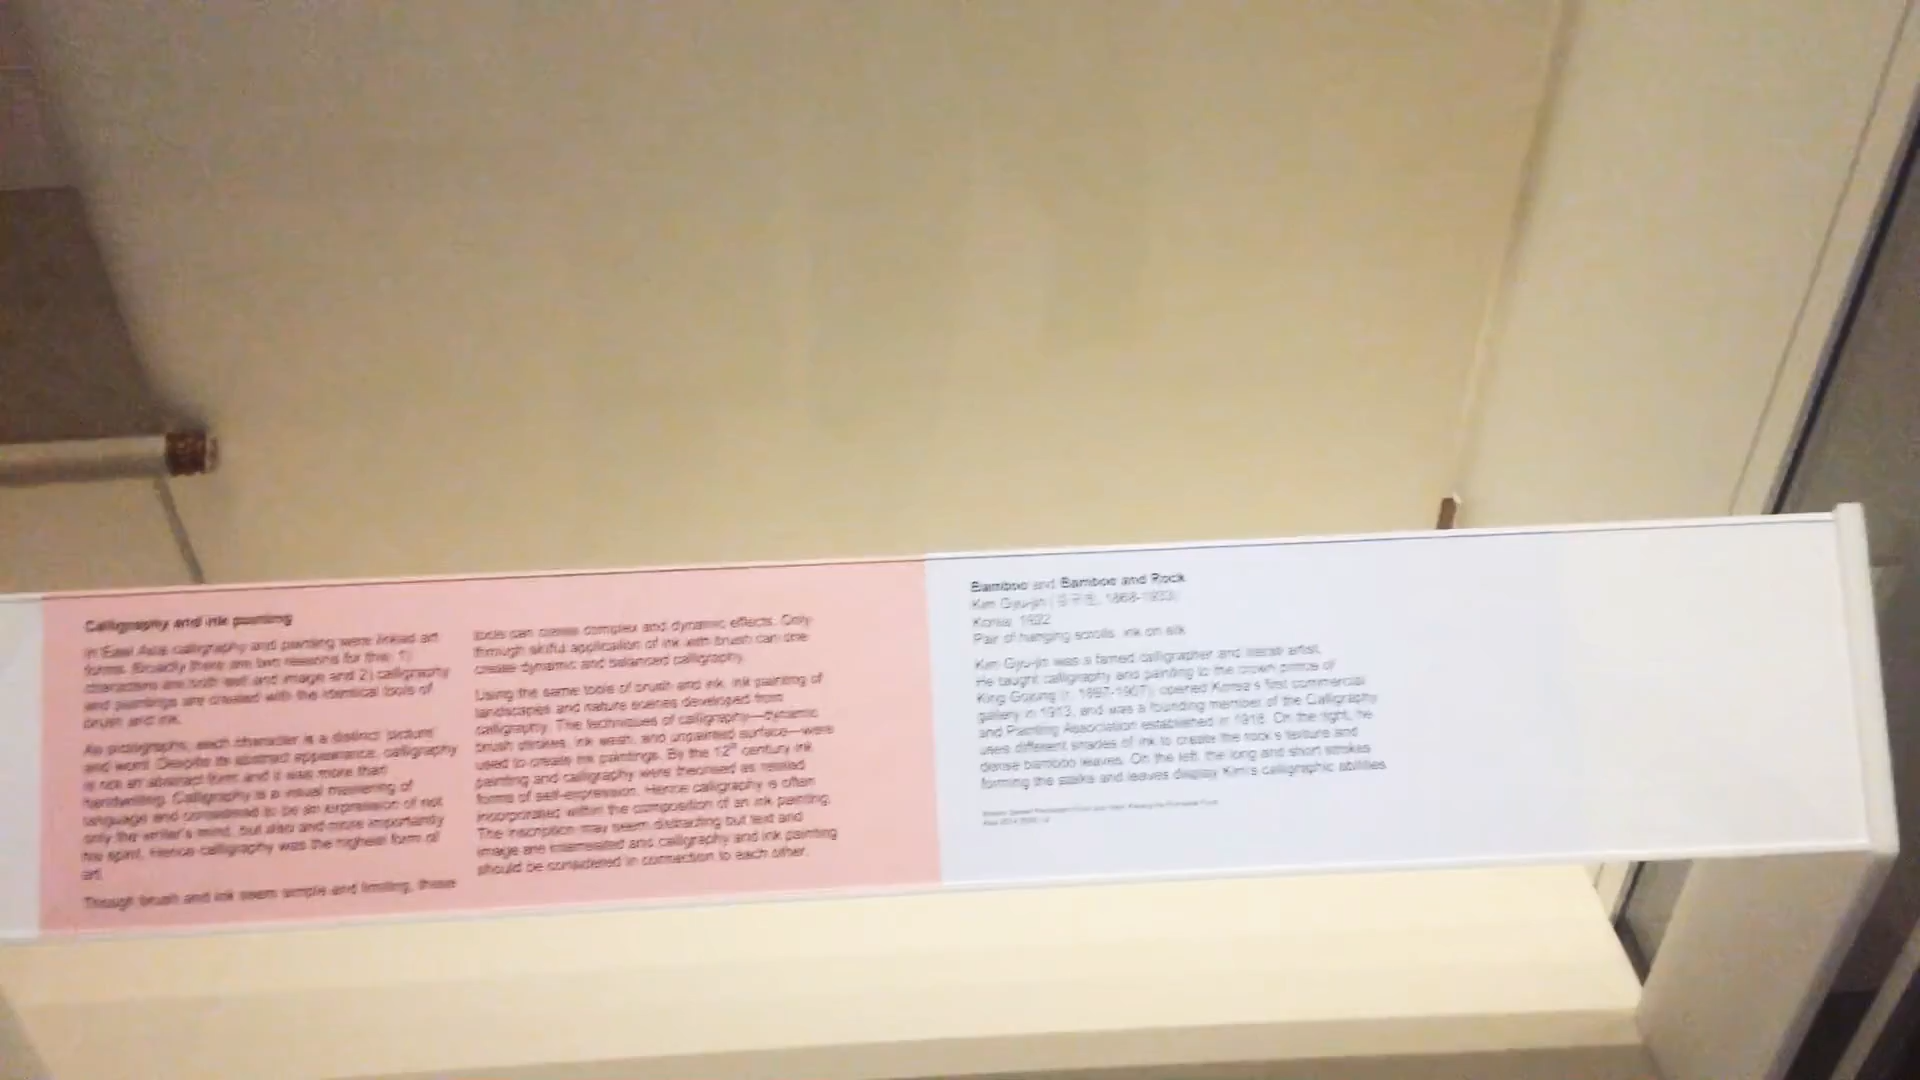 Calligraphy and ink painting
In East Asia calligraphy and painting were linked art
forms. Broadly there are two reasons for this: 1)
characters are both text and image and 2) calligraphy
and paintings are created with the identical tools of
brush and ink.
As pictographs, each character is a distinct 'picture'
and word. Despite its abstract appearance, calligraphy
is not an abstract form and it was more than
handwriting. Calligraphy is a visual rendering of
language and considered to be an expression of not
only the writer's mind, but also and more importantly
his spirit. Hence calligraphy was the highest form of
art.
Though brush and ink seem simple and limiting, these
tools can create complex and dynamic effects. Only
through skilful application of ink with brush can one
create dynamic and balanced calligraphy.
Using the same tools of brush and ink, ink painting of
landscapes and nature scenes developed from
calligraphy. The techniques of calligraphy—dynamic
brush strokes, ink wash, and unpainted surface—were
used to create ink paintings. By the 12th century ink
painting and calligraphy were theorised as related
forms of self-expression. Hence calligraphy is often
incorporated within the composition of an ink painting.
The inscription may seem distracting but text and
image are interrelated and calligraphy and ink painting
should be considered in connection to each other.
Bamboo and Bamboo and Rock
Kim Gyu-jin 1868-1933)
Korea, 1922
Pair of hanging scrolls, ink on silk
Kim Gyu-jin was a famed calligrapher and literati artist.
He taught calligraphy and painting to the crown prince of
King Gojong (r. 1897-1907), opened Korea's first commercial
gallery in 1913, and was a founding member of the Calligraphy
and Painting Association established in 1918. On the right, he
uses different shades of ink to create the rock's texture and
dense bamboo leaves. On the left, the long and short strokes
forming the stalks and leaves display Kim's calligraphic abilities.